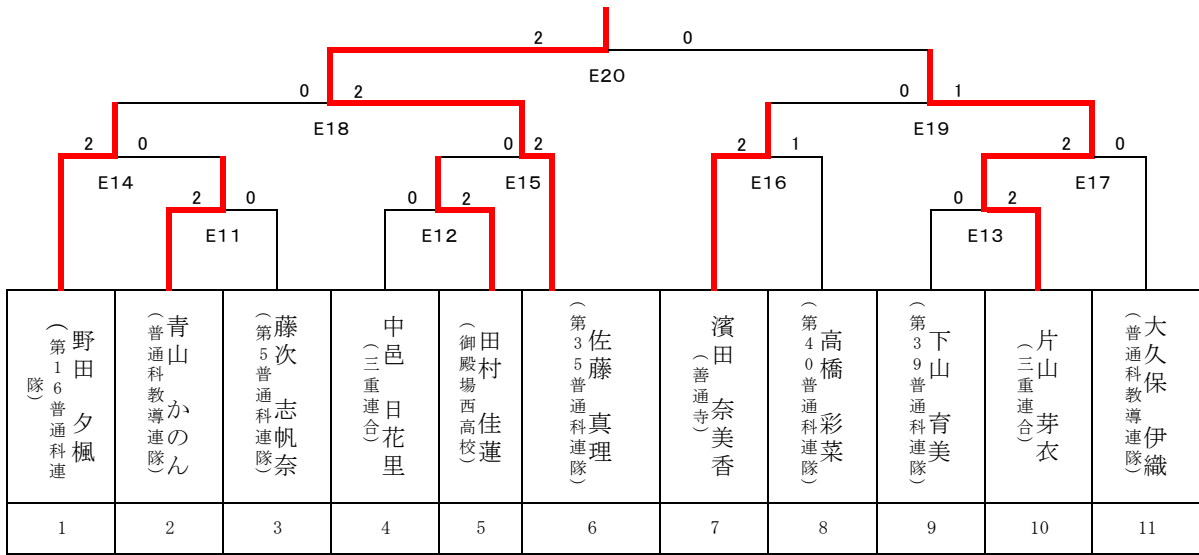 2 0
E20
0 2 0 1
E18 E19
2 0 0 2 2 1 2 0
E14 E15 E16 E17
2 0 0 2 0 2
E11 E12 E13
野田 夕楓
(第16普通科連
隊)
青山 かのん
(普通科教導連隊)
藤次 志帆奈
(第5普通科連隊)
中邑 日花里
(三重連合)
田村 佳蓮
(御殿場西高校)
佐藤 真理
(第35普通科連隊)
濱田 奈美香
(善通寺)
高橋 彩菜
(第40普通科連隊)
下山 育美
(第39普通科連隊)
片山 芽衣
(三重連合)
大久保 伊織
(普通科教導連隊)
1 2 3 4 5 6 7 8 9 10 11